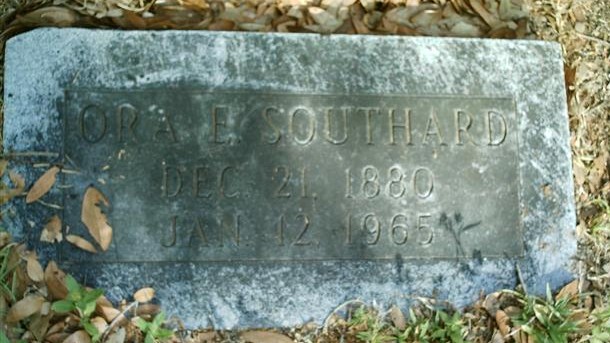 ORA E. SOUTHARD
DEC. 21, 1880
JAN. 12, 1965